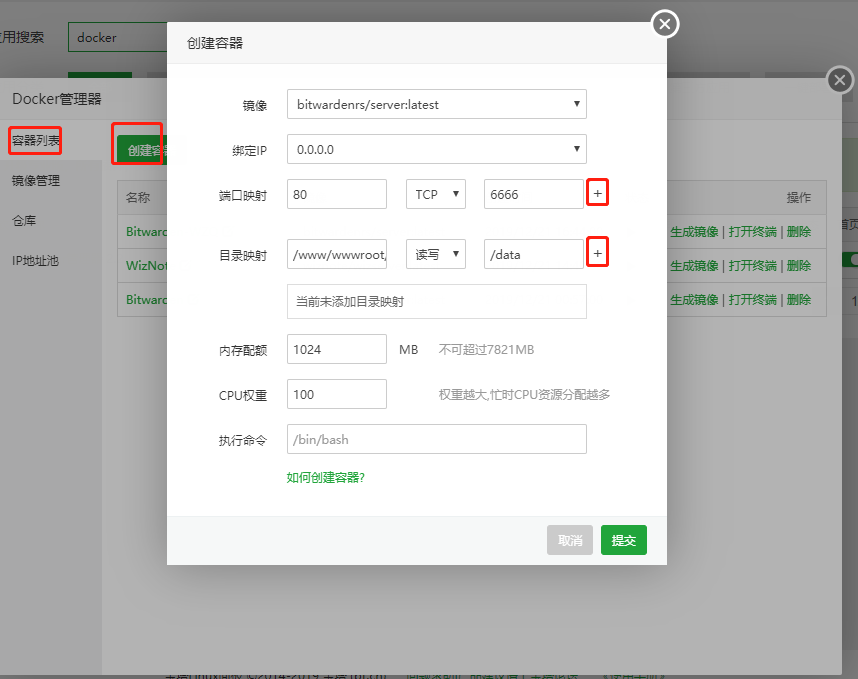 用搜索 docker
Docker管理器
容器列表
镜像管理
仓库
IP地址池
创建容
名称 操作
Bitward 生成镜像 | 打开终端 | 删除
WizNot 生成镜像 | 打开终端 | 删除
Bitward 生成镜像 | 打开终端 | 删除
首页
创建容器
镜像 bitwardenrs/server:latest
绑定IP 0.0.0.0
端口映射 80 TCP 6666 +
目录映射 /www/wwwroot, 读写 /data +
当前未添加目录映射
内存配额 1024 MB 不可超过7821MB
CPU权重 100 权重越大,忙时CPU资源分配越多
执行命令 /bin/bash
如何创建容器?
取消 提交